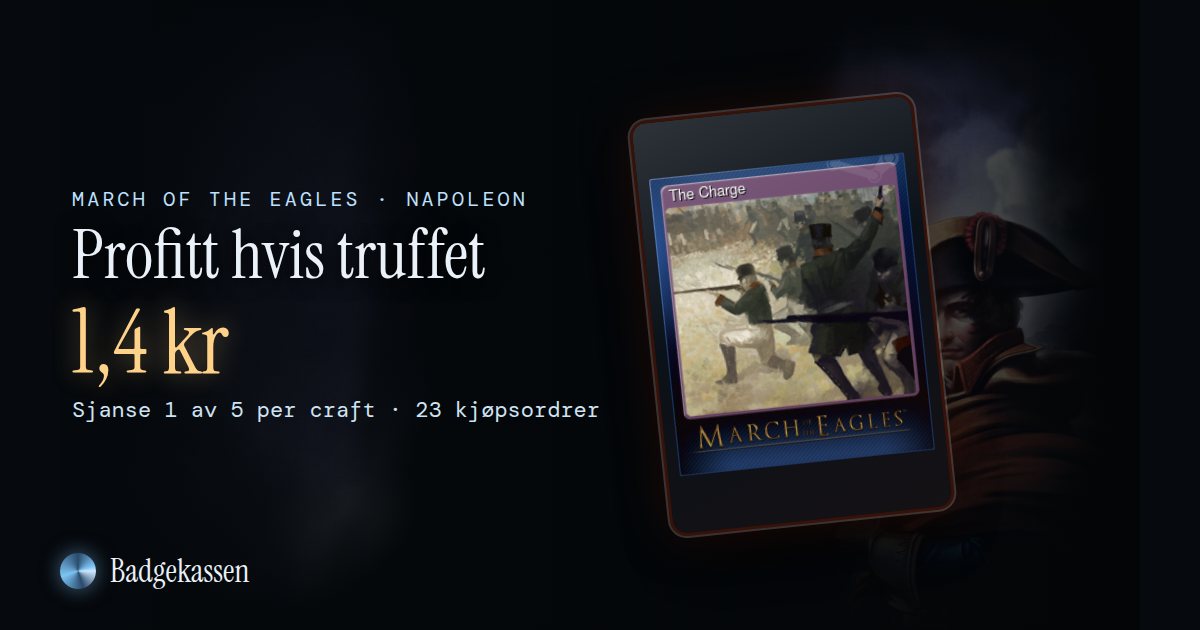 MARCH OF THE EAGLES · NAPOLEON
Profitt hvis truffet
1,4 kr
Sjanse 1 av 5 per craft · 23 kjøpsordrer
The Charge
MARCH OF THE EAGLES
Badgekassen